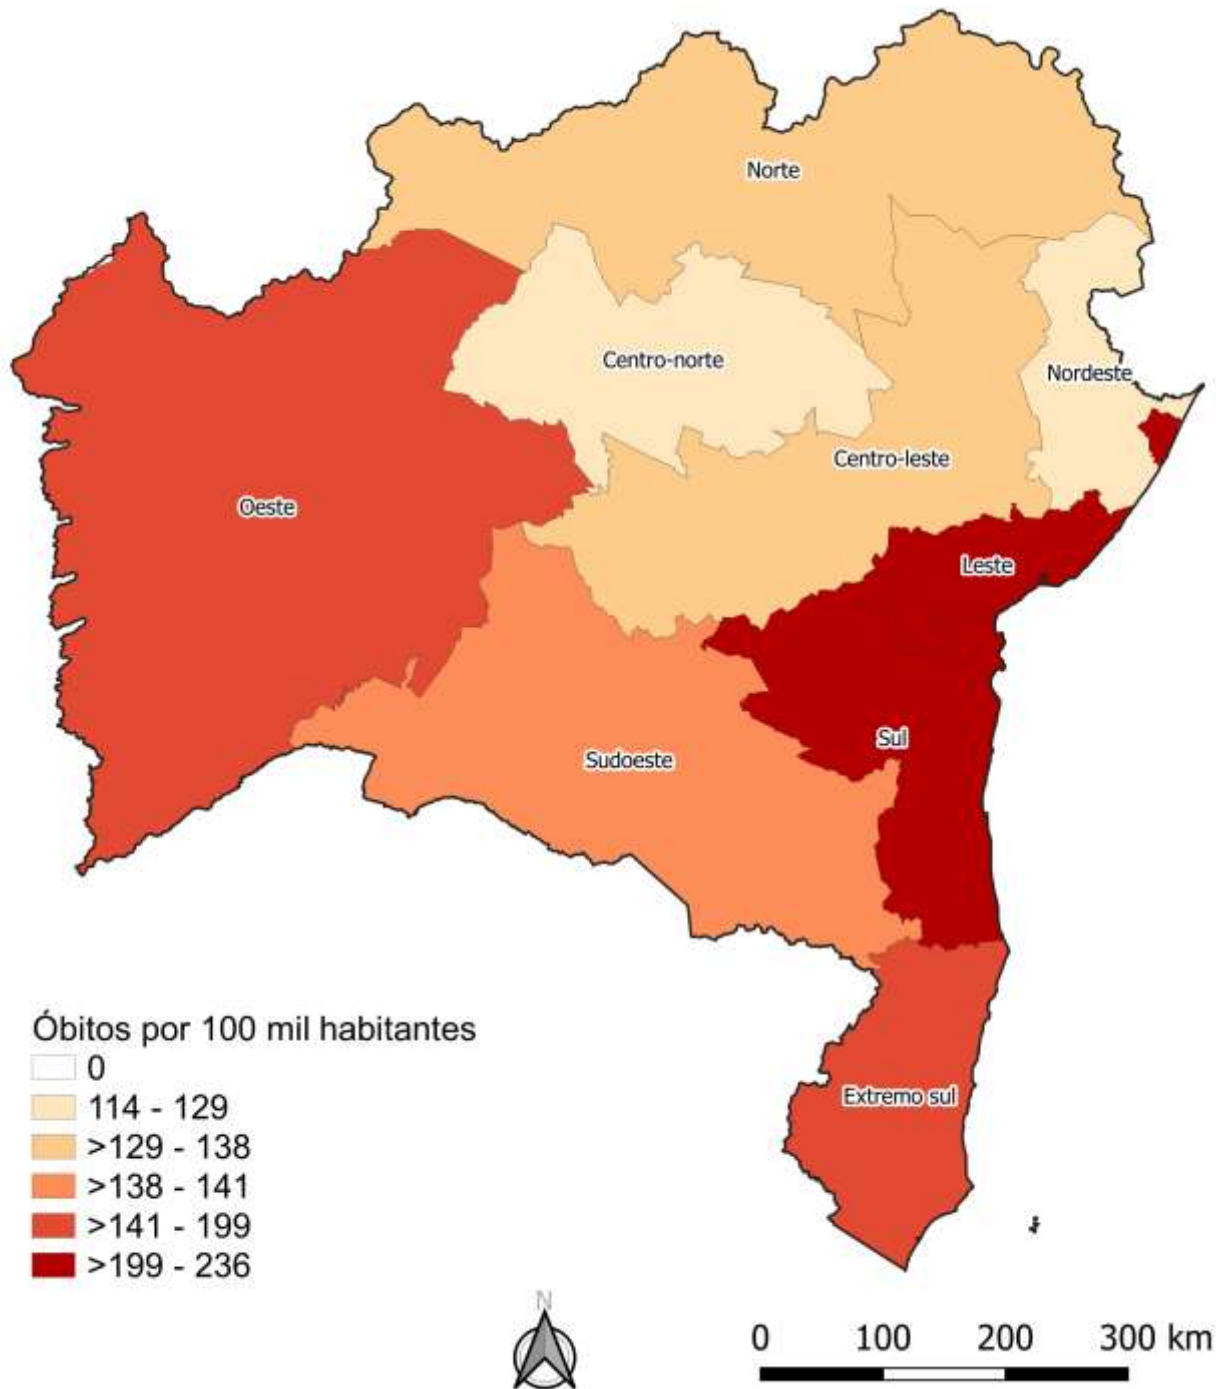 Norte
Centro-norte
Nordeste
Centro-leste
Oeste
Leste
Sul
Sudoeste
Óbitos por 100 mil habitantes
0
114 - 129
>129 - 138
>138 - 141
>141 - 199
>199 - 236
Extremo sul
N
0 100 200 300 km